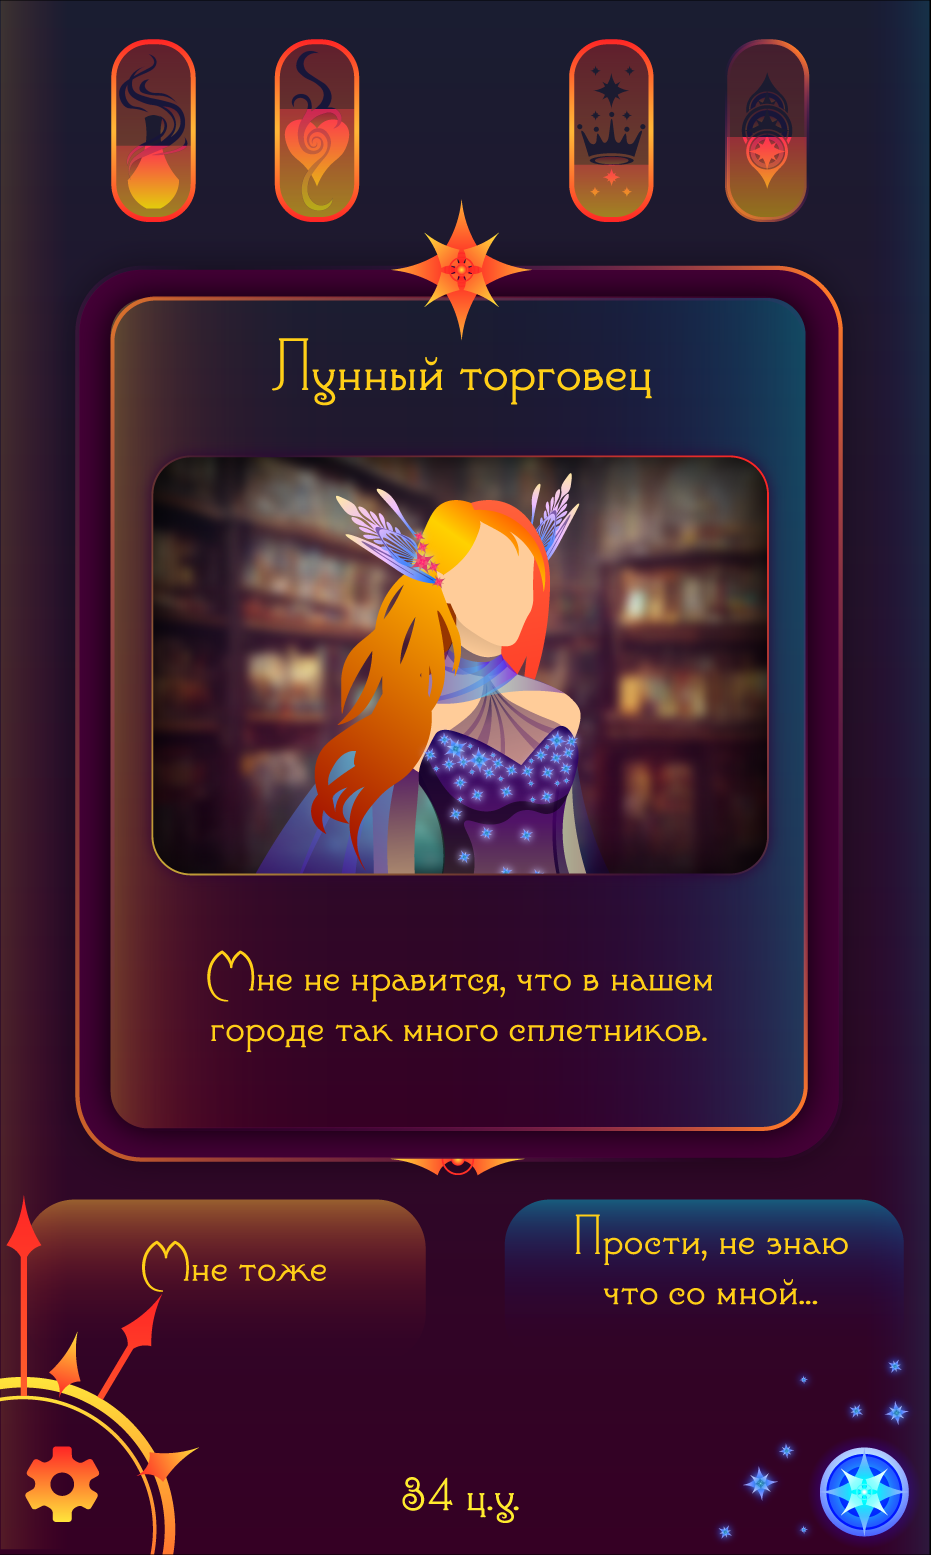 Лунный торговец
Мне не нравится, что в нашем
городе так много сплетников.
Мне тоже
Прости, не знаю
что со мной...
34 ц.у.